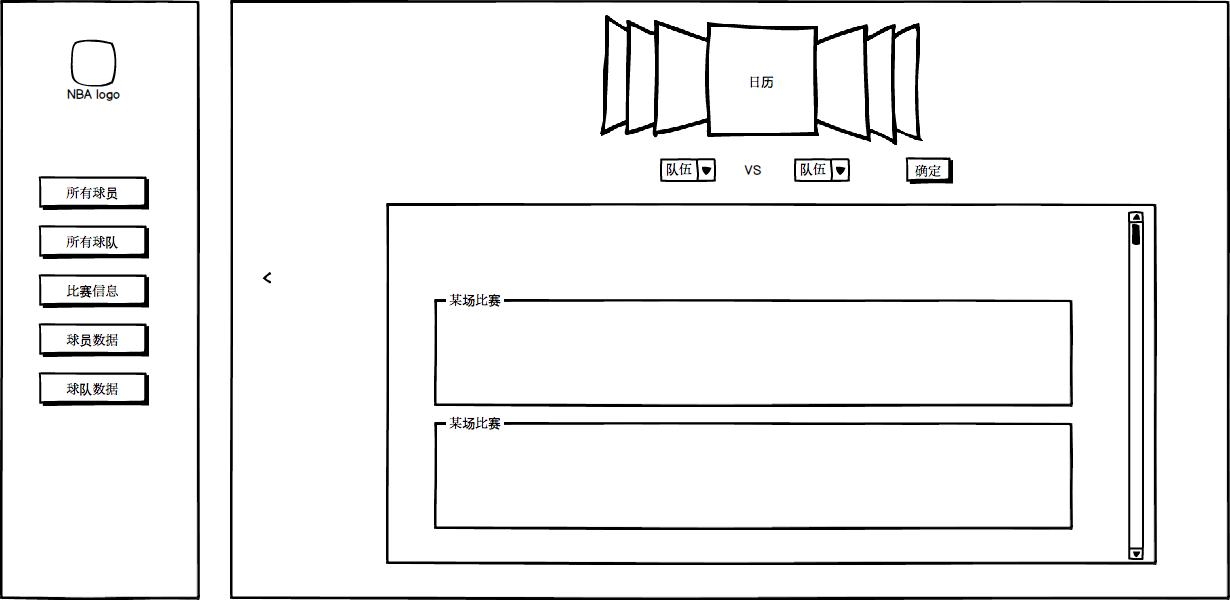 NBA logo
所有球员
所有球队
比赛信息
球员数据
球队数据
日历
队伍 VS 队伍 确定
<
某场比赛
某场比赛